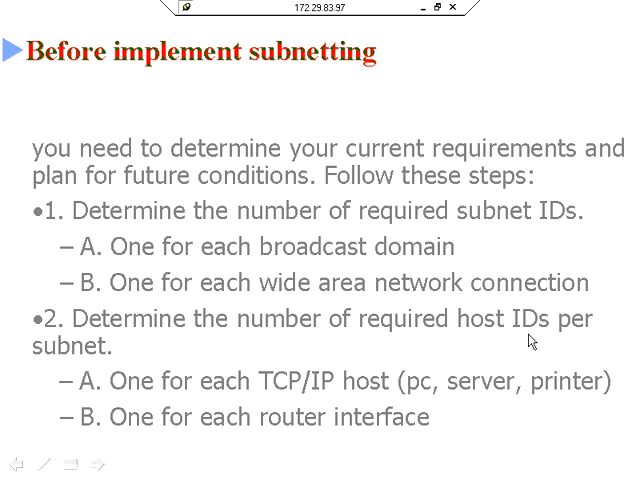 172.29.83.97
Before implement subnetting
you need to determine your current requirements and
plan for future conditions. Follow these steps:
•1. Determine the number of required subnet IDs.
– A. One for each broadcast domain
– B. One for each wide area network connection
•2. Determine the number of required host IDs per
subnet.
– A. One for each TCP/IP host (pc, server, printer)
– B. One for each router interface